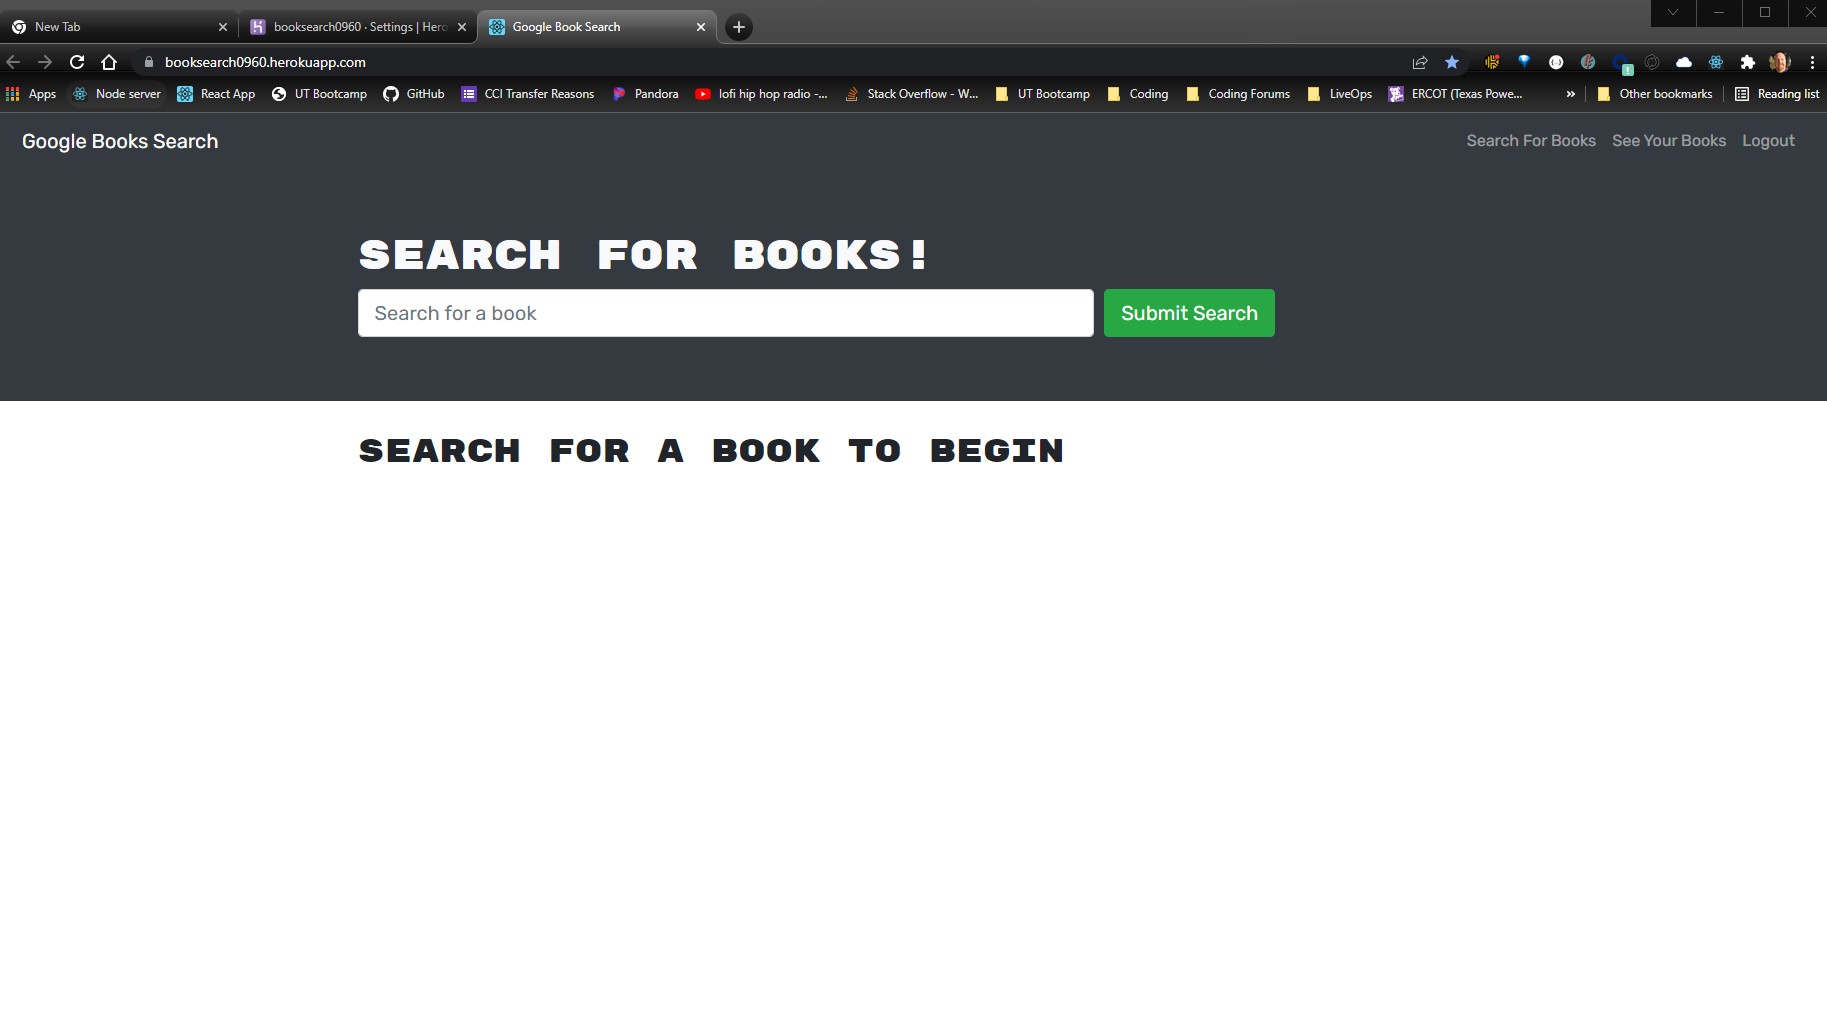 New Tab
booksearch0960 · Settings | Hero
Google Book Search
booksearch0960.herokuapp.com
Apps Node server React App UT Bootcamp GitHub CCI Transfer Reasons Pandora lofi hip hop radio -... Stack Overflow - W... UT Bootcamp Coding Coding Forums LiveOps ERCOT (Texas Powe... » Other bookmarks Reading list
Google Books Search Search For Books See Your Books Logout
SEARCH FOR BOOKS!
Search for a book Submit Search
SEARCH FOR A BOOK TO BEGIN